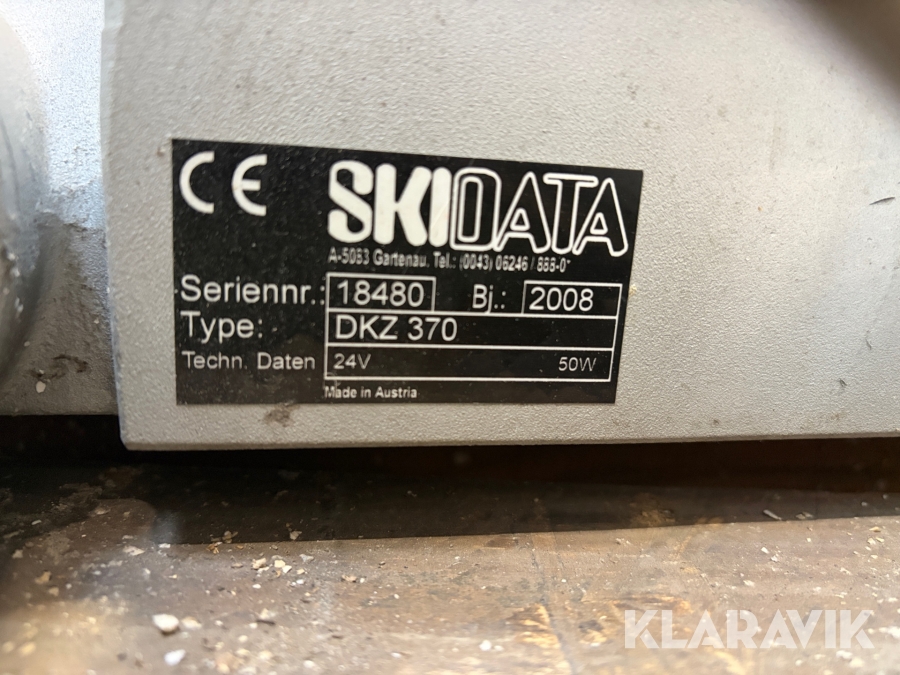 CE SKIDATA
A-5083 Gartenau. Tel.: (0043) 06246 / 888-0*
Seriennr.: 18480 Bj.: 2008
Type: DKZ 370
Techn. Daten 24V 50W
Made in Austria
KLARAVIK